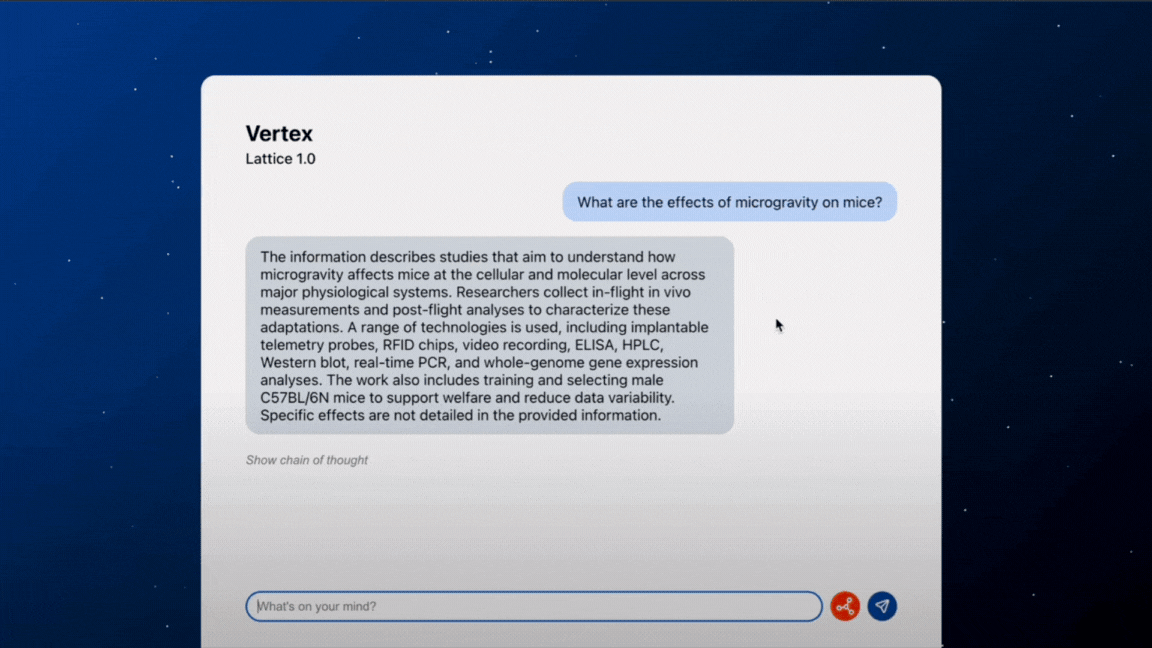 Vertex
Lattice 1.0
What are the effects of microgravity on mice?
The information describes studies that aim to understand how
microgravity affects mice at the cellular and molecular level across
major physiological systems. Researchers collect in-flight in vivo
measurements and post-flight analyses to characterize these
adaptations. A range of technologies is used, including implantable
telemetry probes, RFID chips, video recording, ELISA, HPLC,
Western blot, real-time PCR, and whole-genome gene expression
analyses. The work also includes training and selecting male
C57BL/6N mice to support welfare and reduce data variability.
Specific effects are not detailed in the provided information.
Show chain of thought
What's on your mind?